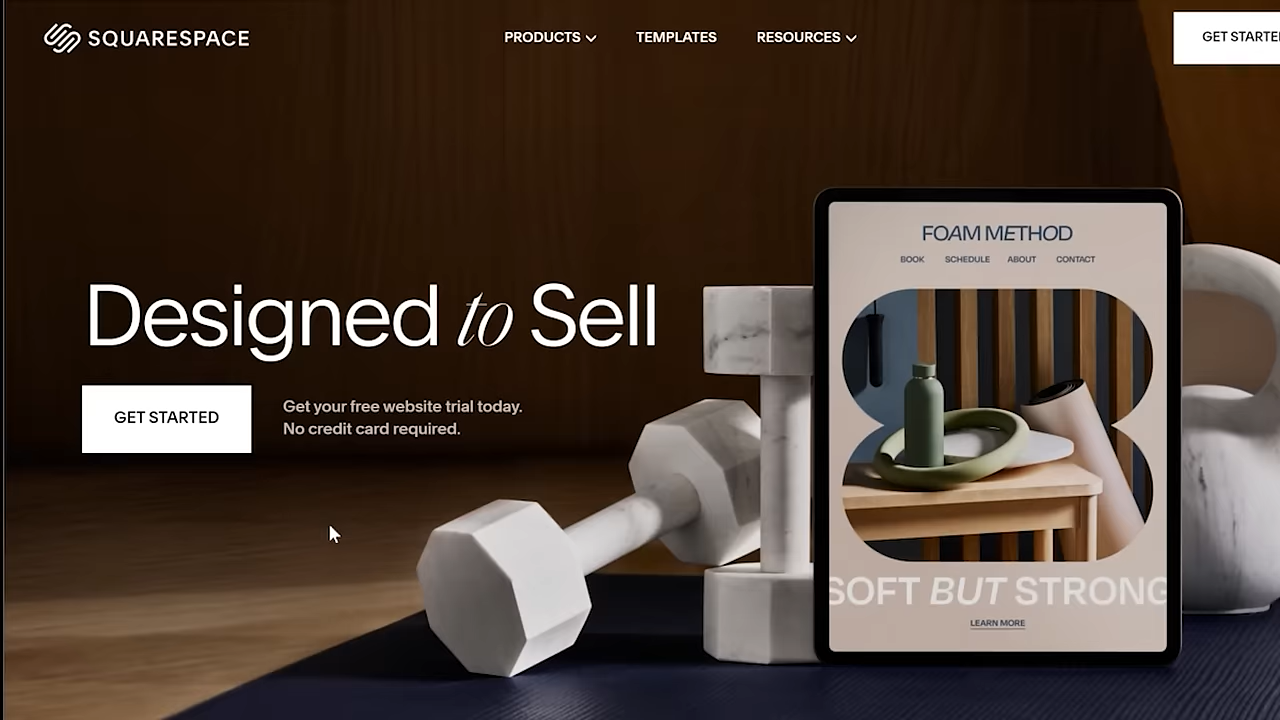 SQUARESPACE
PRODUCTS
TEMPLATES
RESOURCES
GET STARTE
Designed to Sell
GET STARTED
Get your free website trial today.
No credit card required.
FOAM METHOD
BOOK SCHEDULE ABOUT CONTACT
SOFT BUT STRONG
LEARN MORE